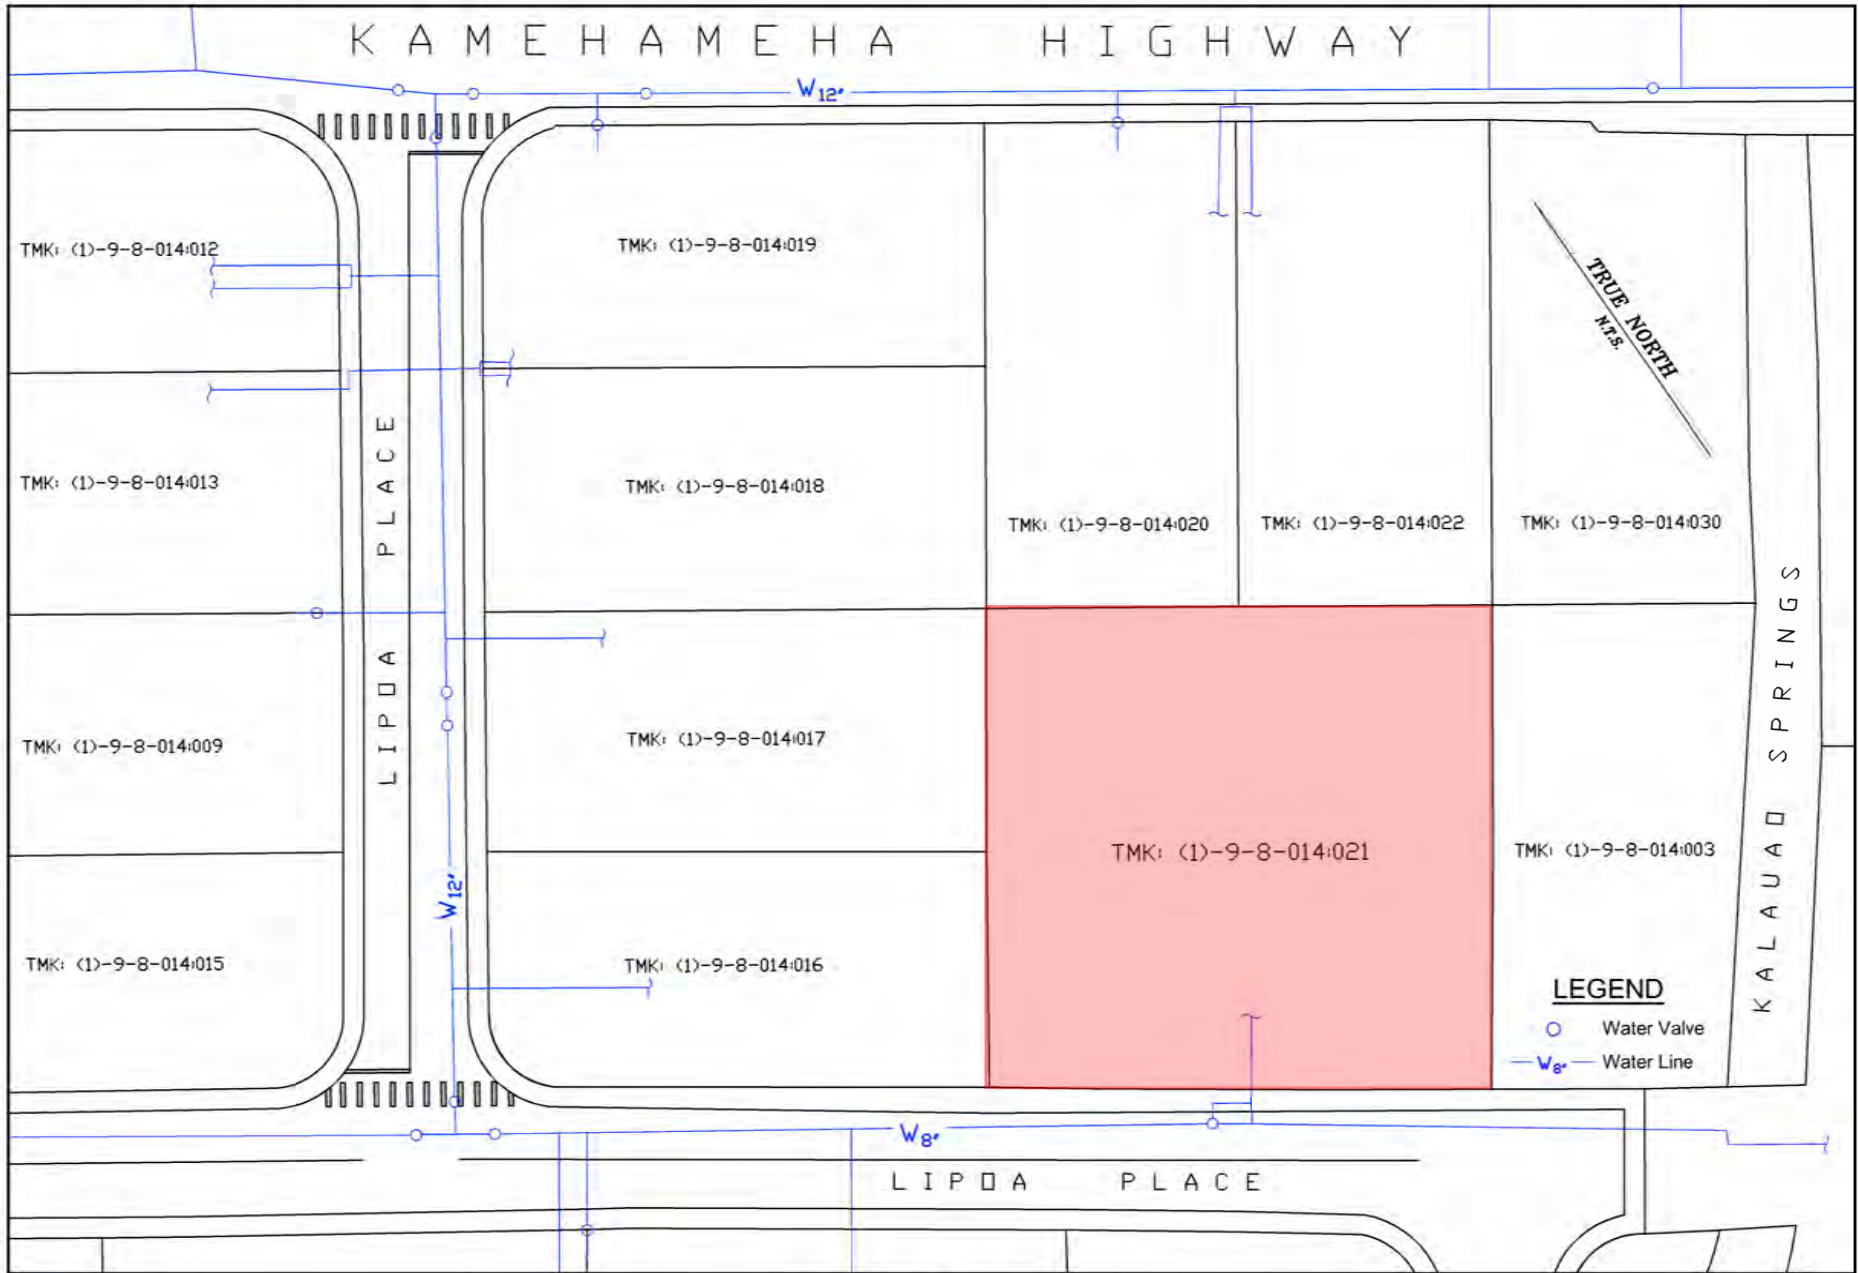 KAMEHAMEHA HIGHWAY
W12"
TMK: (1)-9-8-014:012
TMK: (1)-9-8-014:019
TRUE NORTH
N.T.S.
LIPOA PLACE
TMK: (1)-9-8-014:013
TMK: (1)-9-8-014:018
TMK: (1)-9-8-014:020
TMK: (1)-9-8-014:022
TMK: (1)-9-8-014:030
KALAUAO SPRINGS
TMK: (1)-9-8-014:009
TMK: (1)-9-8-014:017
TMK: (1)-9-8-014:021
TMK: (1)-9-8-014:003
W12"
TMK: (1)-9-8-014:015
TMK: (1)-9-8-014:016
LEGEND
Water Valve
W8" Water Line
W8"
LIPOA PLACE